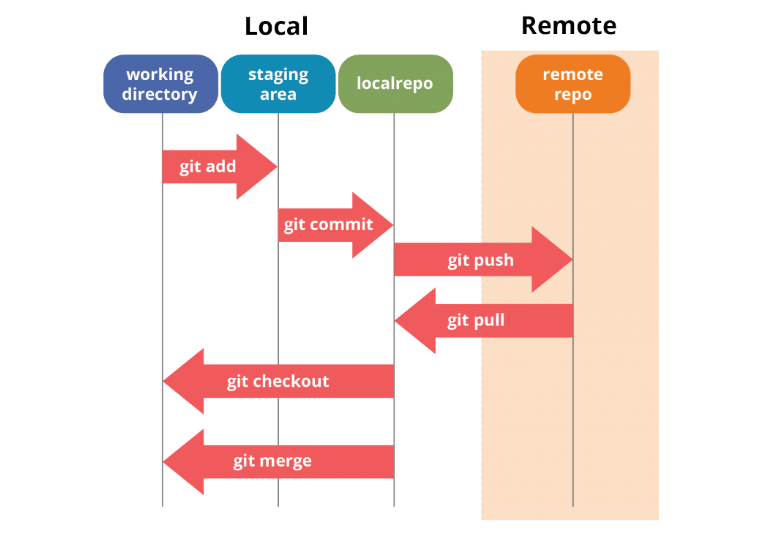 Local
Remote
working
directory
staging
area
localrepo
remote
repo
git add
git commit
git push
git pull
git checkout
git merge